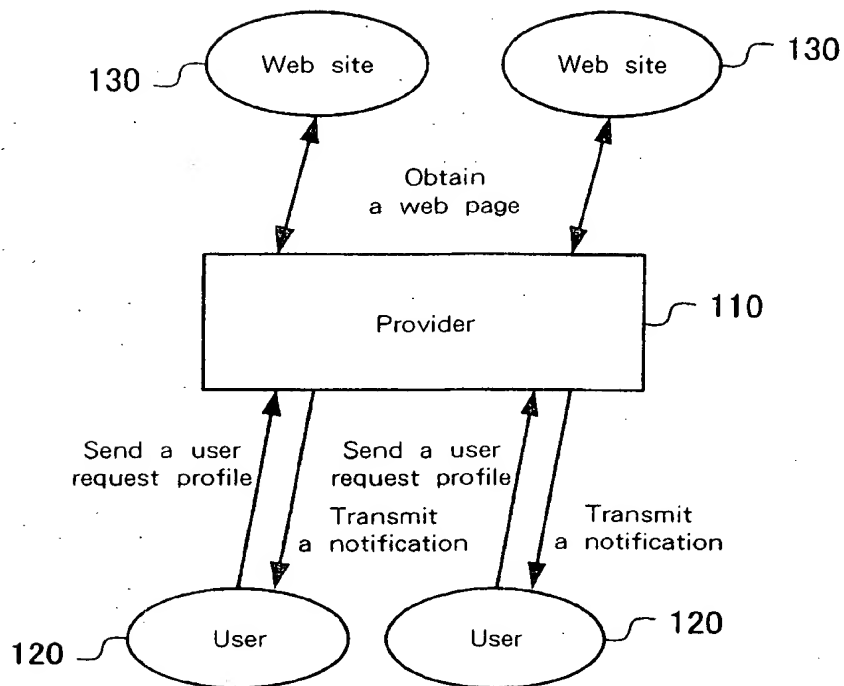 130
Web site
Web site
130
Obtain
a web page
Provider
110
Send a user
request profile
Send a user
request profile
Transmit
a notification
Transmit
a notification
120
User
User
120